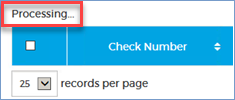 Processing...
Check Number
25 records per page